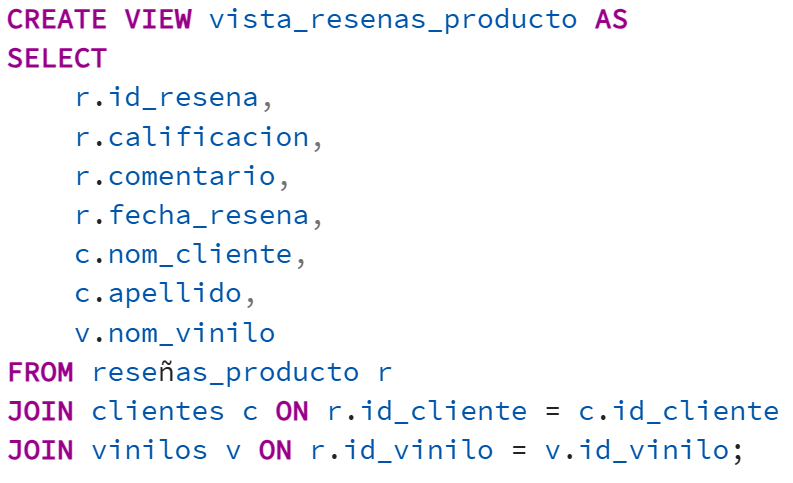 CREATE VIEW vista_resenas_producto AS
SELECT
    r.id_resena,
    r.calificacion,
    r.comentario,
    r.fecha_resena,
    c.nom_cliente,
    c.apellido,
    v.nom_vinilo
FROM reseñas_producto r
JOIN clientes c ON r.id_cliente = c.id_cliente
JOIN vinilos v ON r.id_vinilo = v.id_vinilo;